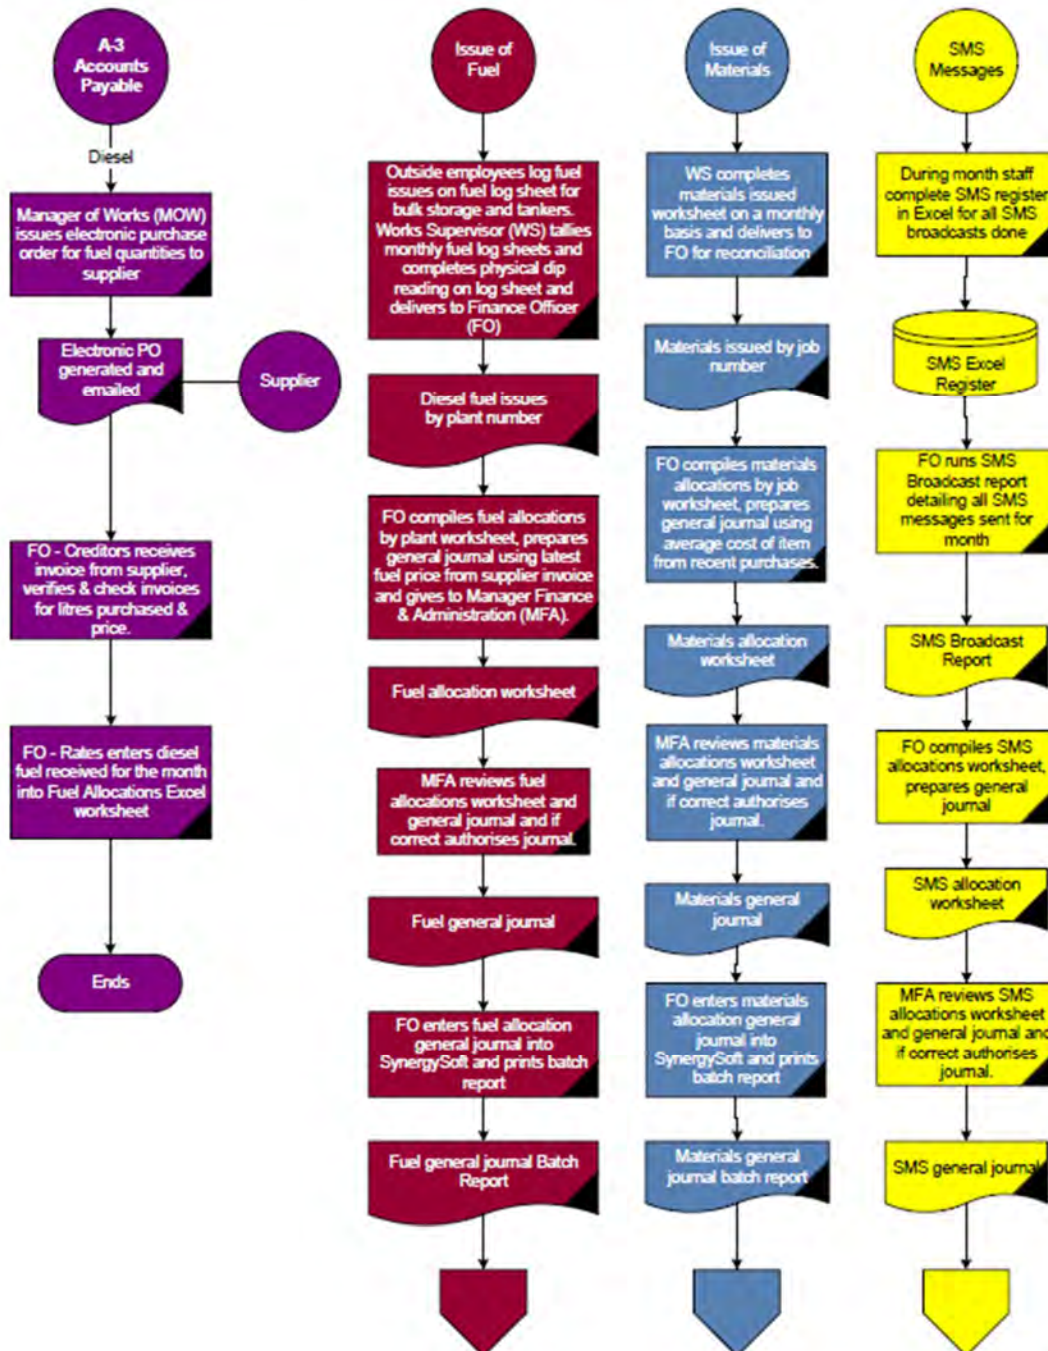 A-3
Accounts
Payable
Diesel
Manager of Works (MOW)
issues electronic purchase
order for fuel quantities to
supplier
Electronic PO
generated and
emailed
Supplier
FO - Creditors receives
invoice from supplier,
verifies & check invoices
for litres purchased &
price.
FO - Rates enters diesel
fuel received for the month
into Fuel Allocations Excel
worksheet
Ends
Issue of
Fuel
Outside employees log fuel
issues on fuel log sheet for
bulk storage and tankers.
Works Supervisor (WS) tallies
monthly fuel log sheets and
completes physical dip
reading on log sheet and
delivers to Finance Officer
(FO)
Diesel fuel issues
by plant number
FO compiles fuel allocations
by plant worksheet, prepares
general journal using latest
fuel price from supplier invoice
and gives to Manager Finance
& Administration (MFA).
Fuel allocation worksheet
MFA reviews fuel
allocations worksheet and
general journal and if
correct authorises journal.
Fuel general journal
FO enters fuel allocation
general journal into
SynergySoft and prints batch
report
Fuel general journal Batch
Report
Issue of
Materials
WS completes
materials issued
worksheet on a monthly
basis and delivers to
FO for reconciliation
Materials issued by job
number
FO compiles materials
allocations by job
worksheet, prepares
general journal using
average cost of item
from recent purchases.
Materials allocation
worksheet
MFA reviews materials
allocations worksheet
and general journal and
if correct authorises
journal.
Materials general
journal
FO enters materials
allocation general
journal into
SynergySoft and prints
batch report
Materials general
journal batch report
SMS
Messages
During month staff
complete SMS register
in Excel for all SMS
broadcasts done
SMS Excel
Register
FO runs SMS
Broadcast report
detailing all SMS
messages sent for
month
SMS Broadcast
Report
FO compiles SMS
allocations worksheet,
prepares general
journal
SMS allocation
worksheet
MFA reviews SMS
allocations worksheet
and general journal and
if correct authorises
journal.
SMS general journal